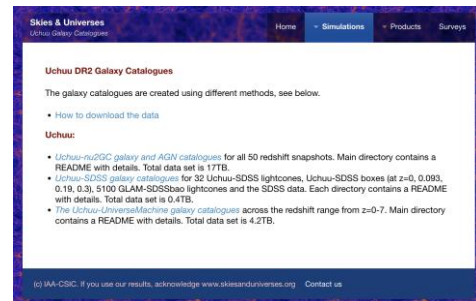 Skies & Universes
Uchuu Galaxy Catalogues
Home
Simulations
Products
Surveys
Uchuu DR2 Galaxy Catalogues
The galaxy catalogues are created using different methods, see below.
• How to download the data
Uchuu:
• Uchuu-nu2GC galaxy and AGN catalogues for all 50 redshift snapshots. Main directory contains a
README with details. Total data set is 17TB.
• Uchuu-SDSS galaxy catalogues for 32 Uchuu-SDSS lightcones, Uchuu-SDSS boxes (at z=0, 0.093,
0.19, 0.3), 5100 GLAM-SDSSbao lightcones and the SDSS data. Each directory contains a README
with details. Total data set is 0.4TB.
• The Uchuu-UniverseMachine galaxy catalogues across the redshift range from z=0-7. Main directory
contains a README with details. Total data set is 4.2TB.
(c) IAA-CSIC. If you use our results, acknowledge www.skiesanduniverses.org Contact us